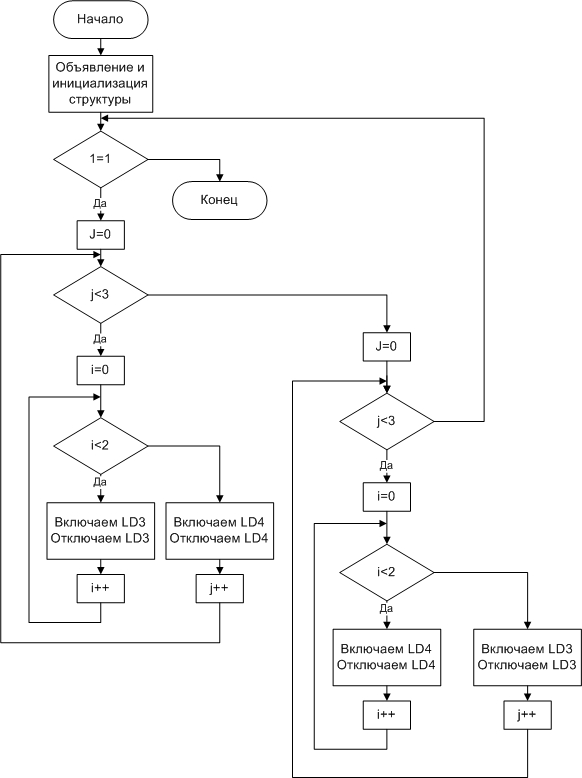 Начало
Объявление и
инициализация
структуры
1=1
Да
Конец
J=0
j<3
Да
i=0
i<2
Да
Включаем LD3
Отключаем LD3
Включаем LD4
Отключаем LD4
i++
j++
J=0
j<3
Да
i=0
i<2
Да
Включаем LD4
Отключаем LD4
Включаем LD3
Отключаем LD3
i++
j++